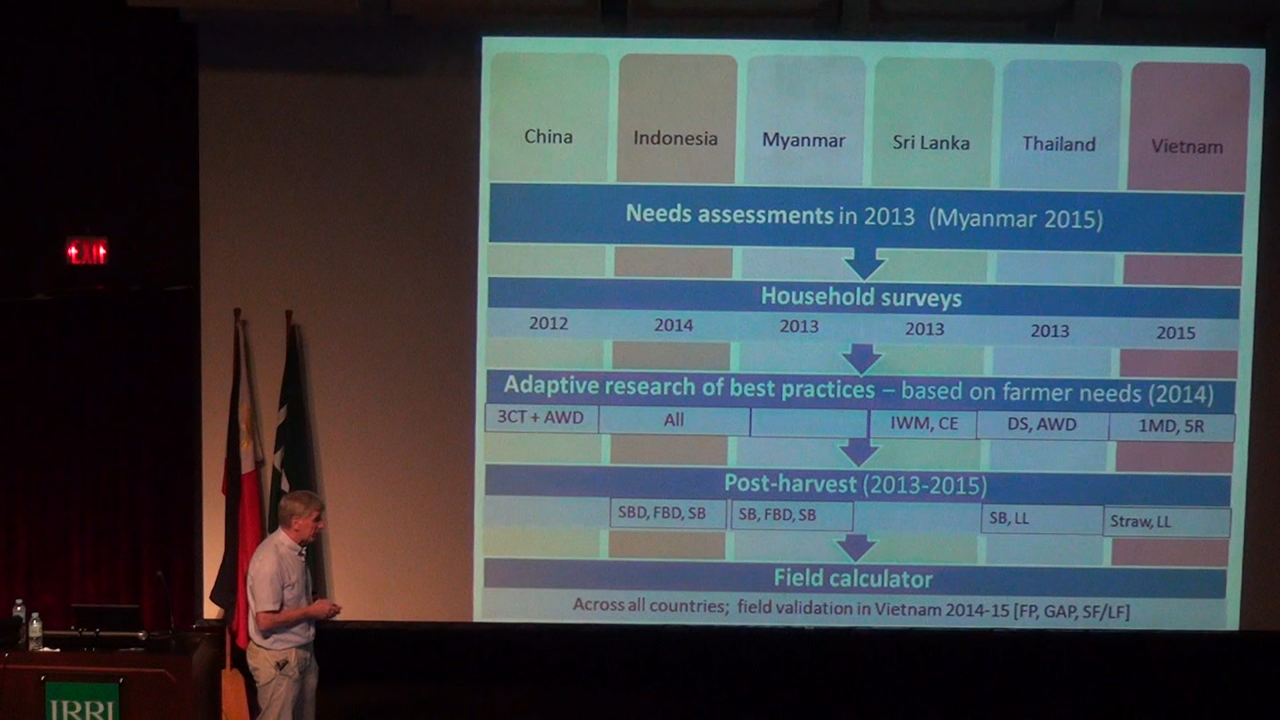 China Indonesia Myanmar Sri Lanka Thailand Vietnam
Needs assessments in 2013 (Myanmar 2015)
Household surveys
2012 2014 2013 2013 2013 2015
Adaptive research of best practices – based on farmer needs (2014)
3CT + AWD All IWM, CE DS, AWD 1MD, 5R
Post-harvest (2013-2015)
SBD, FBD, SB SB, FBD, SB SB, LL Straw, LL
Field calculator
Across all countries; field validation in Vietnam 2014-15 [FP, GAP, SF/LF]
EXIT
IRRI